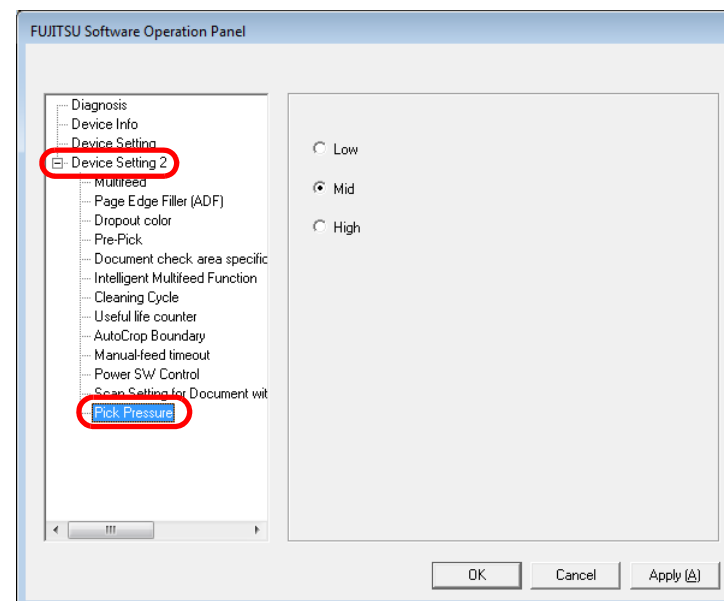 FUJITSU Software Operation Panel
Diagnosis
Device Info
Device Setting
Device Setting 2
Multifeed
Page Edge Filler (ADF)
Dropout color
Pre-Pick
Document check area specific
Intelligent Multifeed Function
Cleaning Cycle
Useful life counter
AutoCrop Boundary
Manual-feed timeout
Power SW Control
Scan Setting for Document wit
Pick Pressure
Low
Mid
High
OK
Cancel
Apply (A)